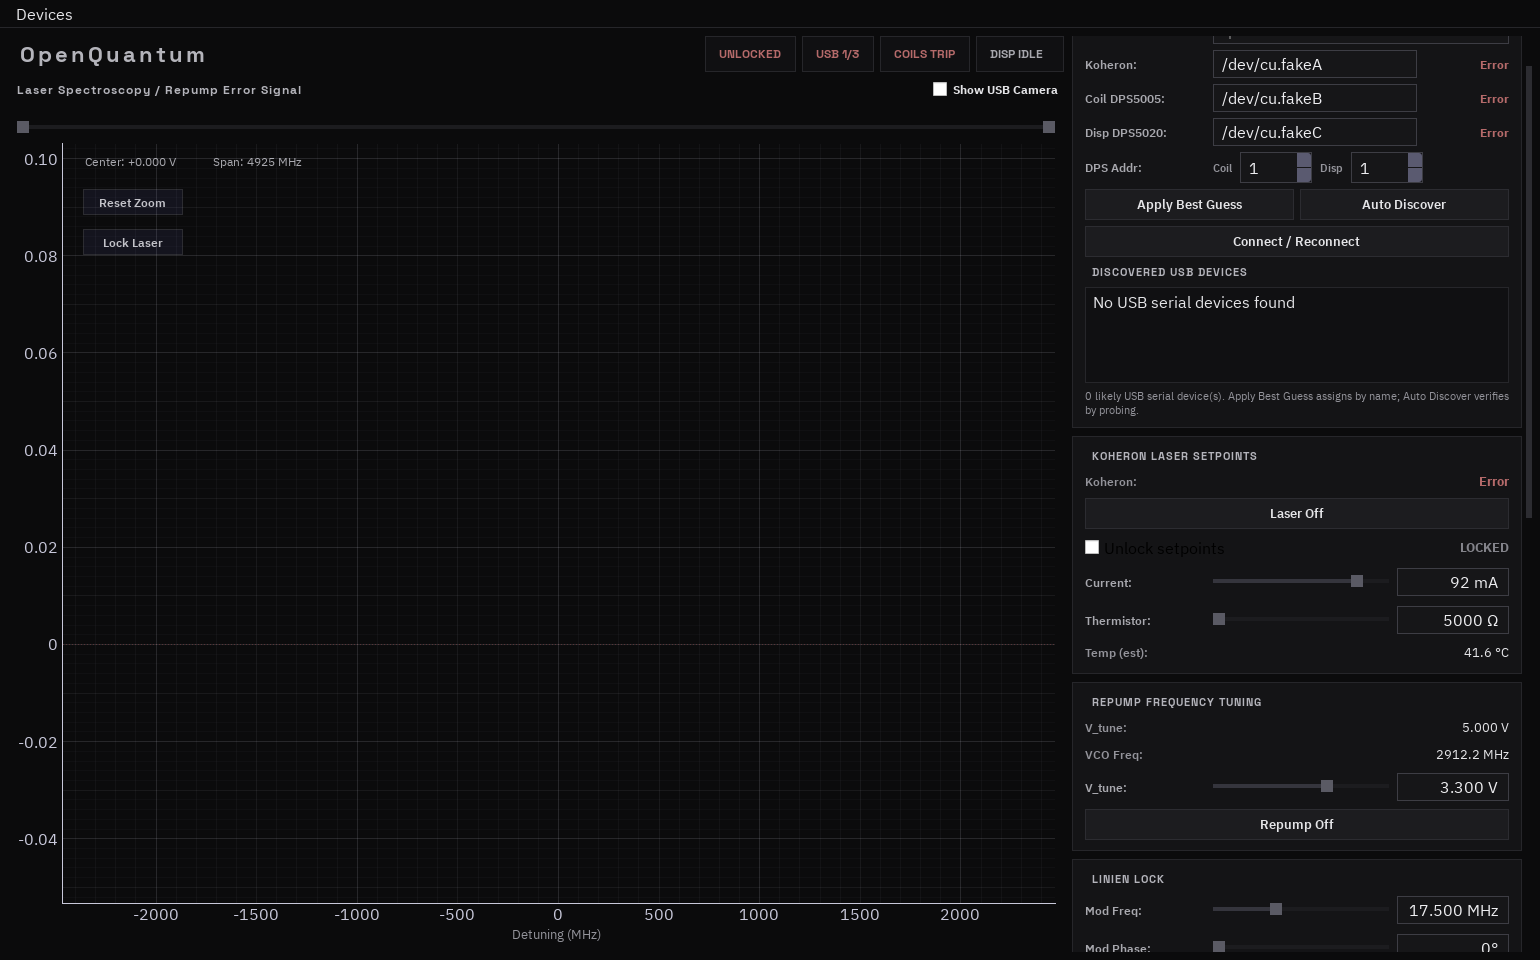 Devices
OpenQuantum
UNLOCKED
USB 1/3
COILS TRIP
DISP IDLE
Laser Spectroscopy / Repump Error Signal
Show USB Camera
Center: +0.000 V
Span: 4925 MHz
Reset Zoom
Lock Laser
0.10
0.08
0.06
0.04
0.02
0
-0.02
-0.04
-2000
-1500
-1000
-500
0
500
1000
1500
2000
Detuning (MHz)
Koheron:
/dev/cu.fakeA
Error
Coil DPS5005:
/dev/cu.fakeB
Error
Disp DPS5020:
/dev/cu.fakeC
Error
DPS Addr:
Coil
1
Disp
1
Apply Best Guess
Auto Discover
Connect / Reconnect
DISCOVERED USB DEVICES
No USB serial devices found
0 likely USB serial device(s). Apply Best Guess assigns by name; Auto Discover verifies
by probing.
KOHERON LASER SETPOINTS
Koheron:
Error
Laser Off
Unlock setpoints
LOCKED
Current:
92 mA
Thermistor:
5000 Ω
Temp (est):
41.6 °C
REPUMP FREQUENCY TUNING
V_tune:
5.000 V
VCO Freq:
2912.2 MHz
V_tune:
3.300 V
Repump Off
LINIEN LOCK
Mod Freq:
17.500 MHz
Mod Phase:
0°